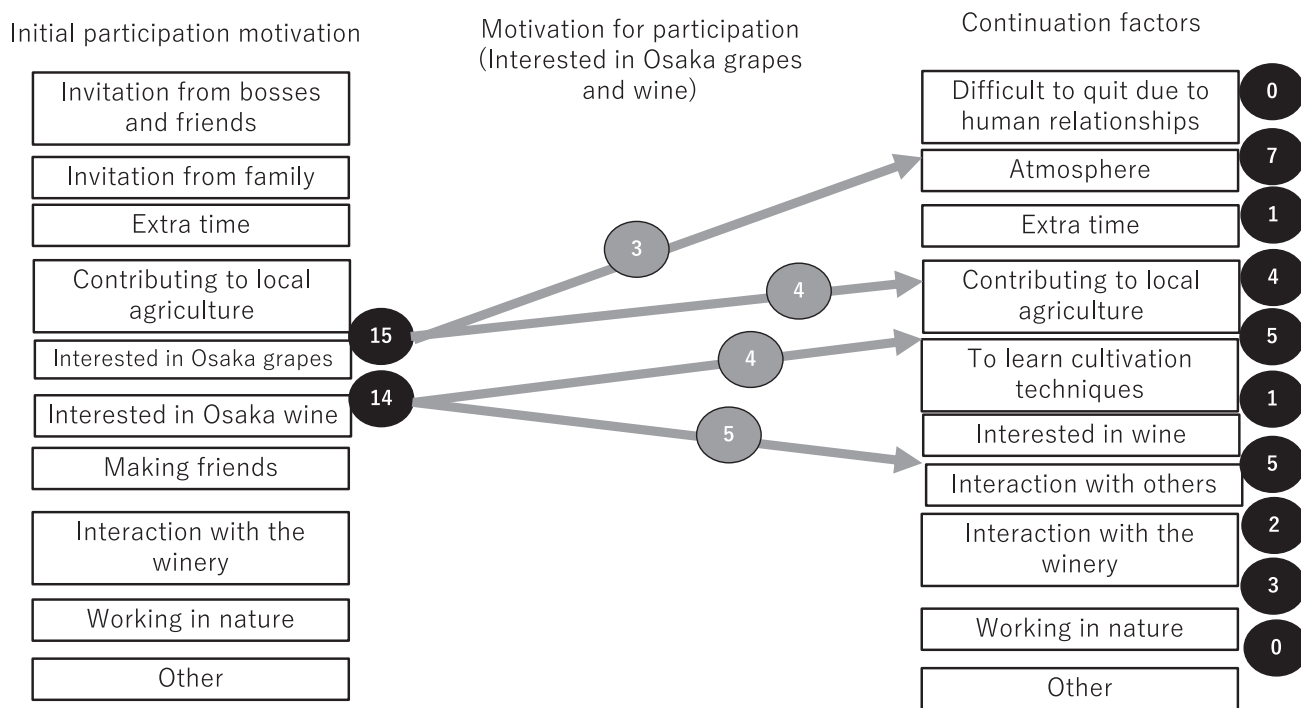 Initial participation motivation
Invitation from bosses
and friends
Invitation from family
Extra time
Contributing to local
agriculture
15
Interested in Osaka grapes
14
Interested in Osaka wine
Making friends
Interaction with the
winery
Working in nature
Other
Motivation for participation
(Interested in Osaka grapes
and wine)
3
4
4
5
Continuation factors
Difficult to quit due to
human relationships
0
Atmosphere
7
Extra time
1
Contributing to local
agriculture
4
To learn cultivation
techniques
5
Interested in wine
1
Interaction with others
5
Interaction with the
winery
2
Working in nature
3
Other
0